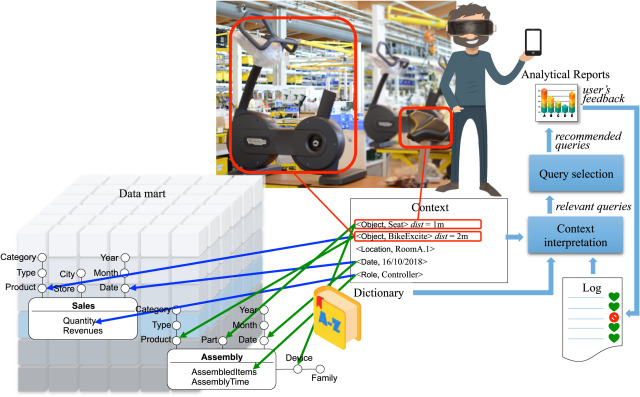 Analytical Reports
user's
feedback
A B C D E
recommended
queries
Query selection
relevant queries
Context
interpretation
Log
Data mart
Context
<Object, Seat> dist = 1m
<Object, BikeExcite> dist = 2m
<Location, RoomA.1>
<Date, 16/10/2018>
<Role, Controller>
Dictionary
A-Z
Category
Type
Product
City
Store
Year
Month
Date
Sales
Quantity
Revenues
Category
Type
Product
Part
Year
Month
Date
Assembly
AssembledItems
AssemblyTime
Device
Family